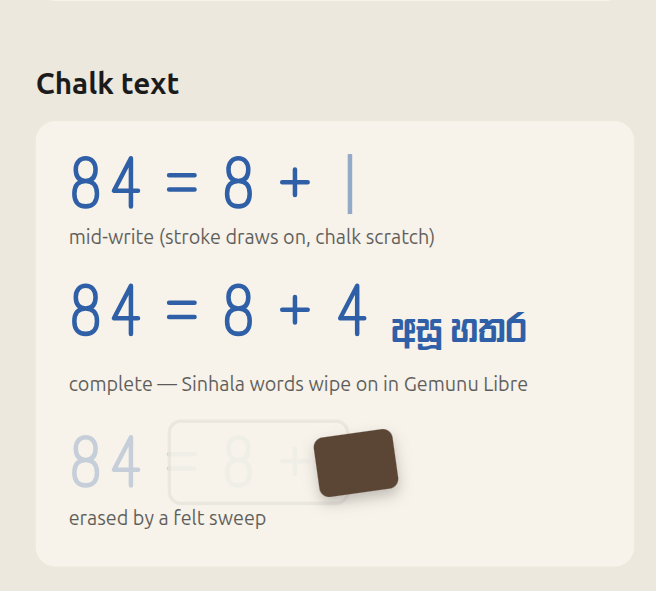 Chalk text
84 = 8 +
mid-write (stroke draws on, chalk scratch)
84 = 8 + 4 අසූ හතර
complete — Sinhala words wipe on in Gemunu Libre
84 = 8 +
erased by a felt sweep